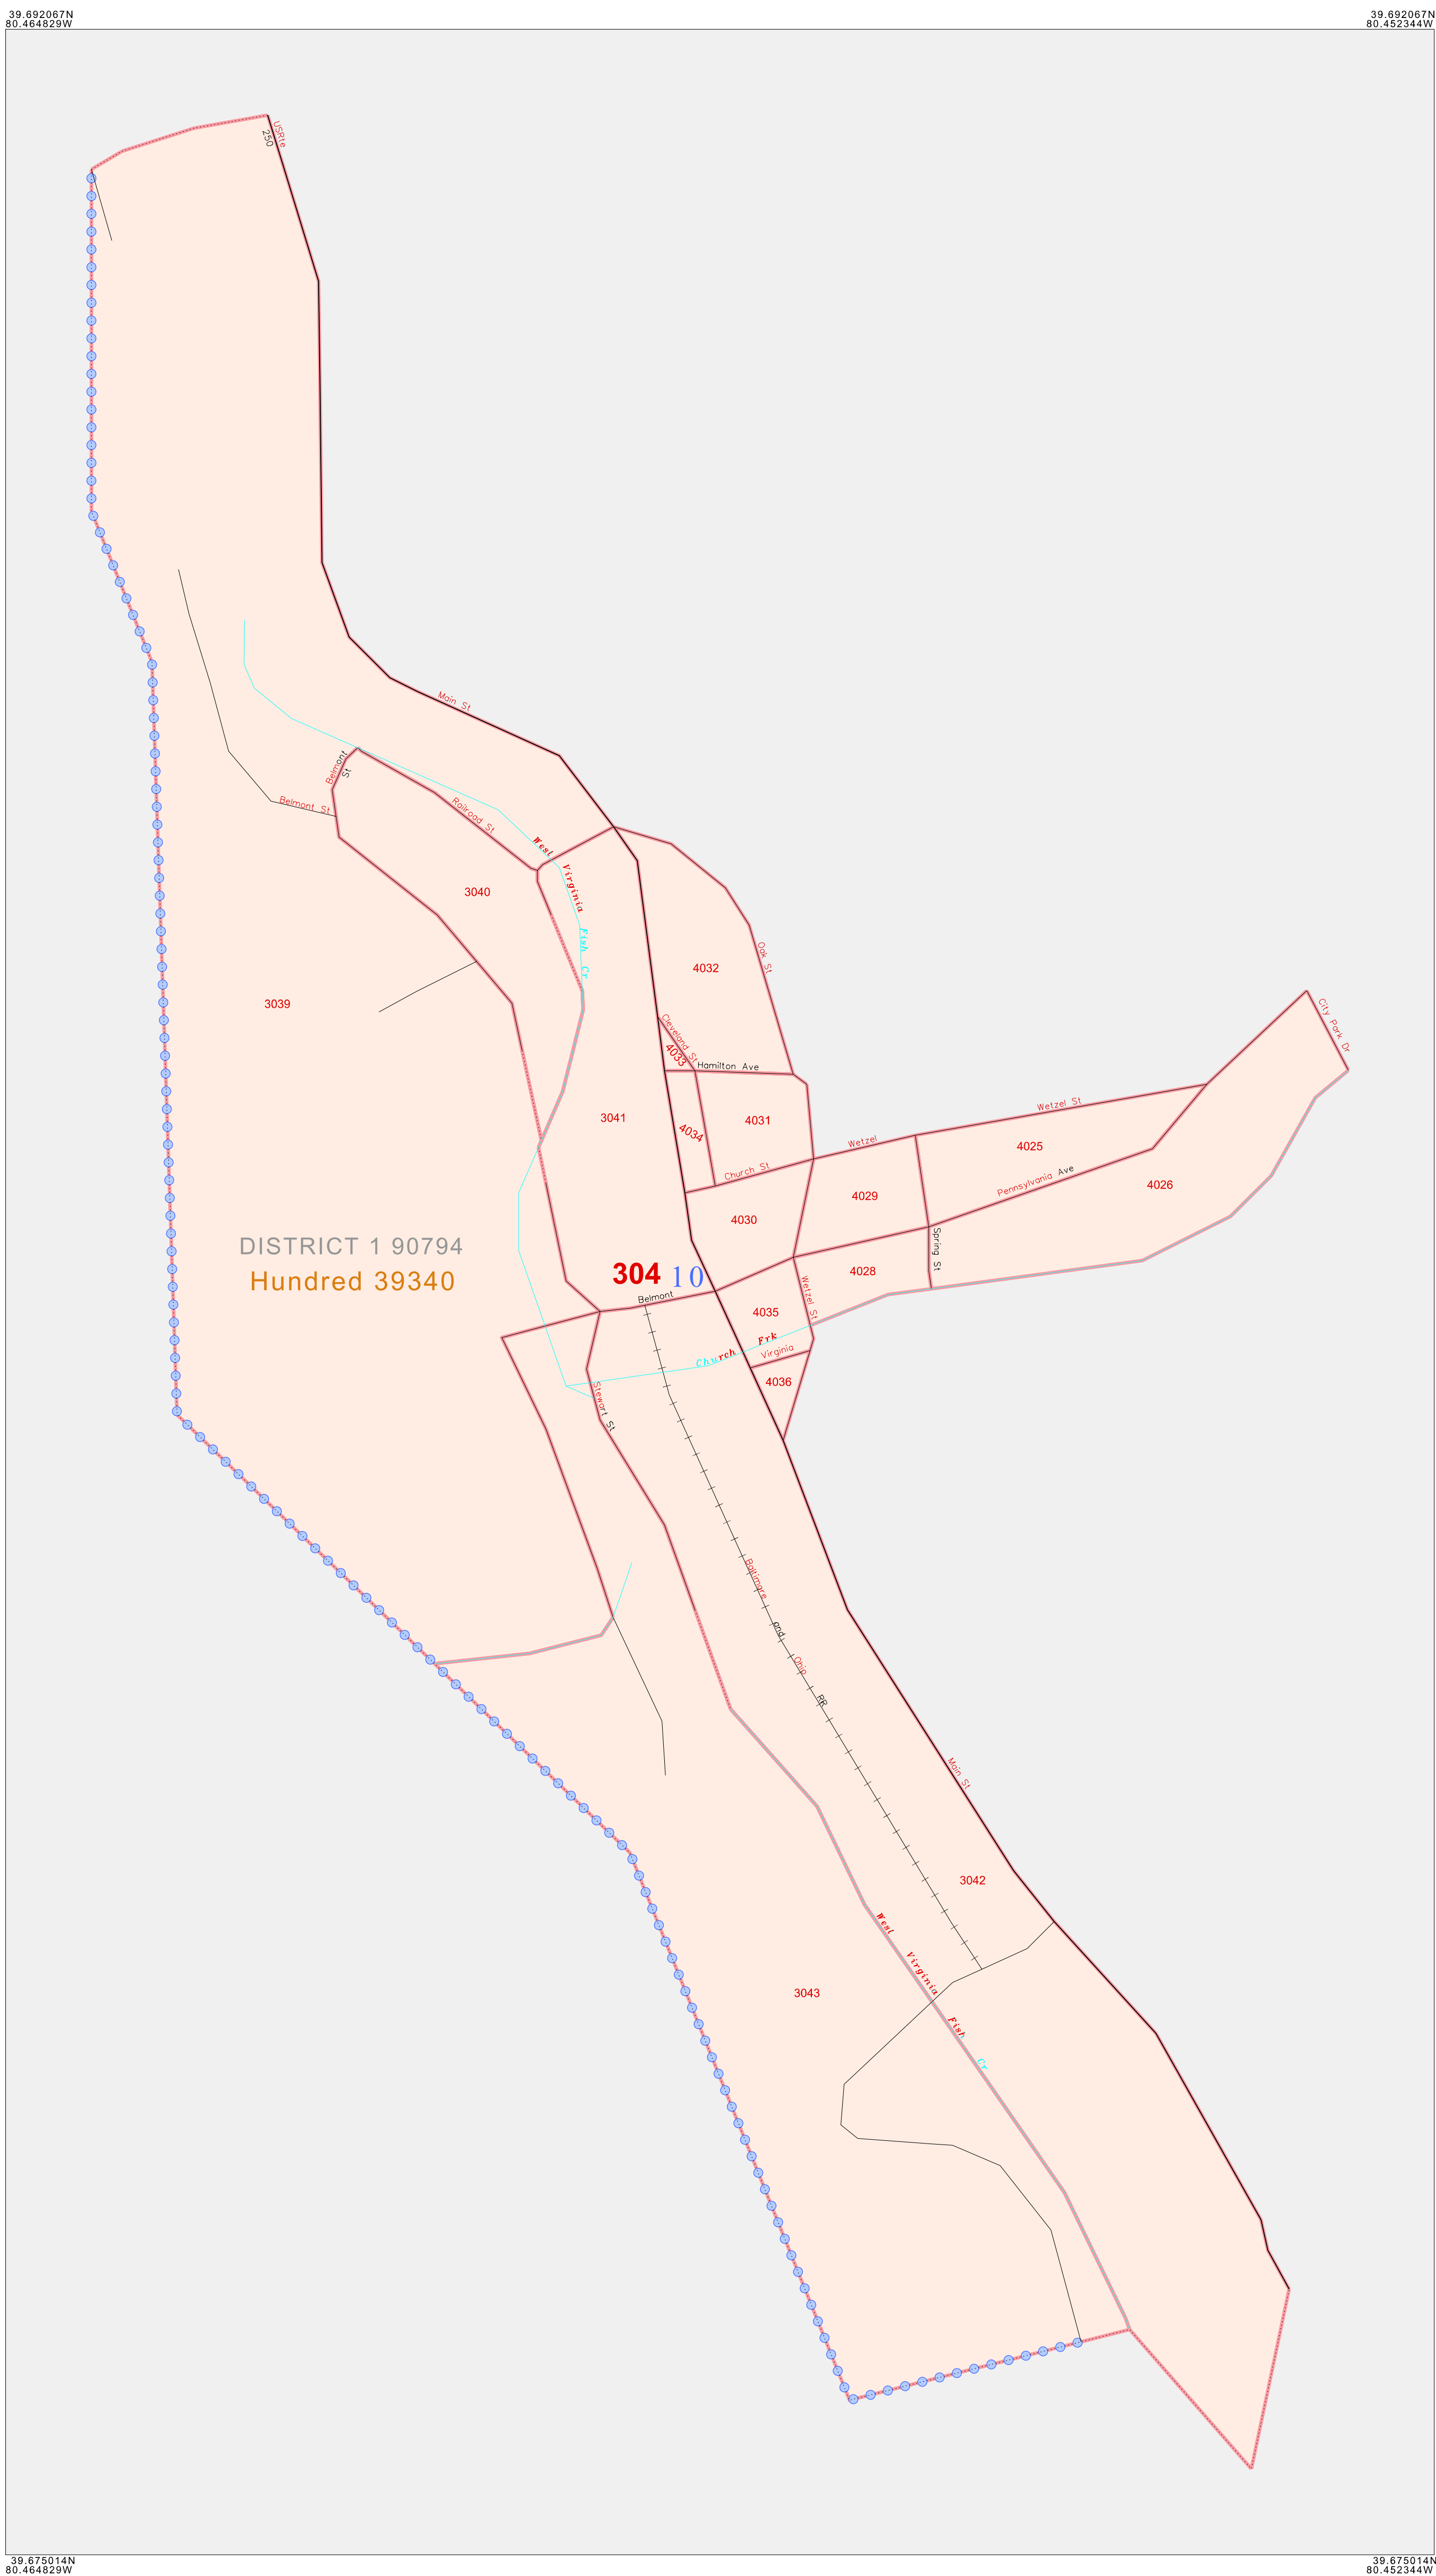 39.692067N
80.464829W
39.692067N
80.452344W
USRte
250
Main St
Belmont
St
Belmont St
Railroad St
West
Virginia
Fish Cr
3040
4032
Oak St
3039
City Park Dr
Cleveland St
4033
Hamilton Ave
3041
4031
4034
Wetzel St
Wetzel
4025
Church St
Pennsylvania Ave
4026
4029
4030
DISTRICT 1 90794
Hundred 39340
304
10
Spring St
4028
Belmont
4035
Wetzel St
Church Frk
Virginia
4036
Stewart St
Baltimore and Ohio RR
Main St
3042
West
Virginia
Fish
Cr
3043
39.675014N
80.464829W
39.675014N
80.452344W